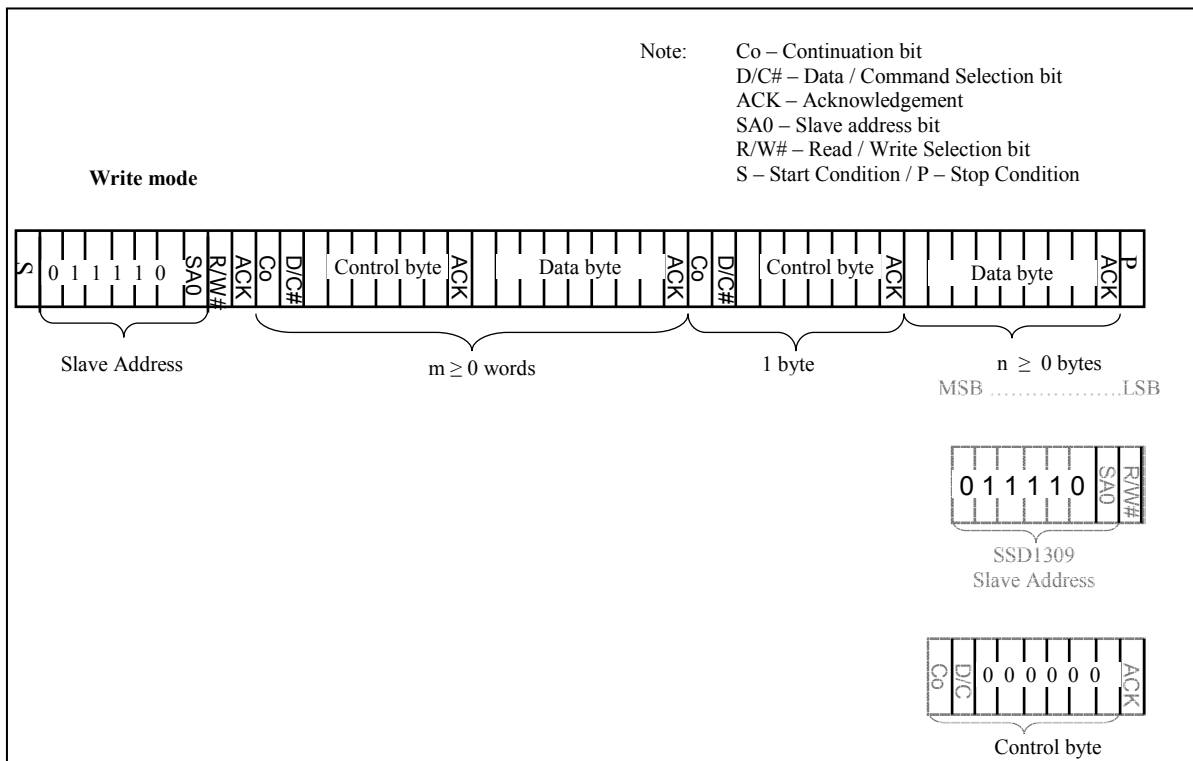 Note: Co – Continuation bit
D/C# – Data / Command Selection bit
ACK – Acknowledgement
SA0 – Slave address bit
R/W# – Read / Write Selection bit
S – Start Condition / P – Stop Condition
Write mode
S 0 1 1 1 1 0 SA0 R/W# ACK Co D/C# Control byte ACK Data byte ACK Co D/C# Control byte ACK Data byte ACK P
Slave Address m ≥ 0 words 1 byte n ≥ 0 bytes
MSB ………………….LSB
0 1 1 1 1 0 SA0 R/W#
SSD1309
Slave Address
Co D/C 0 0 0 0 0 0 ACK
Control byte